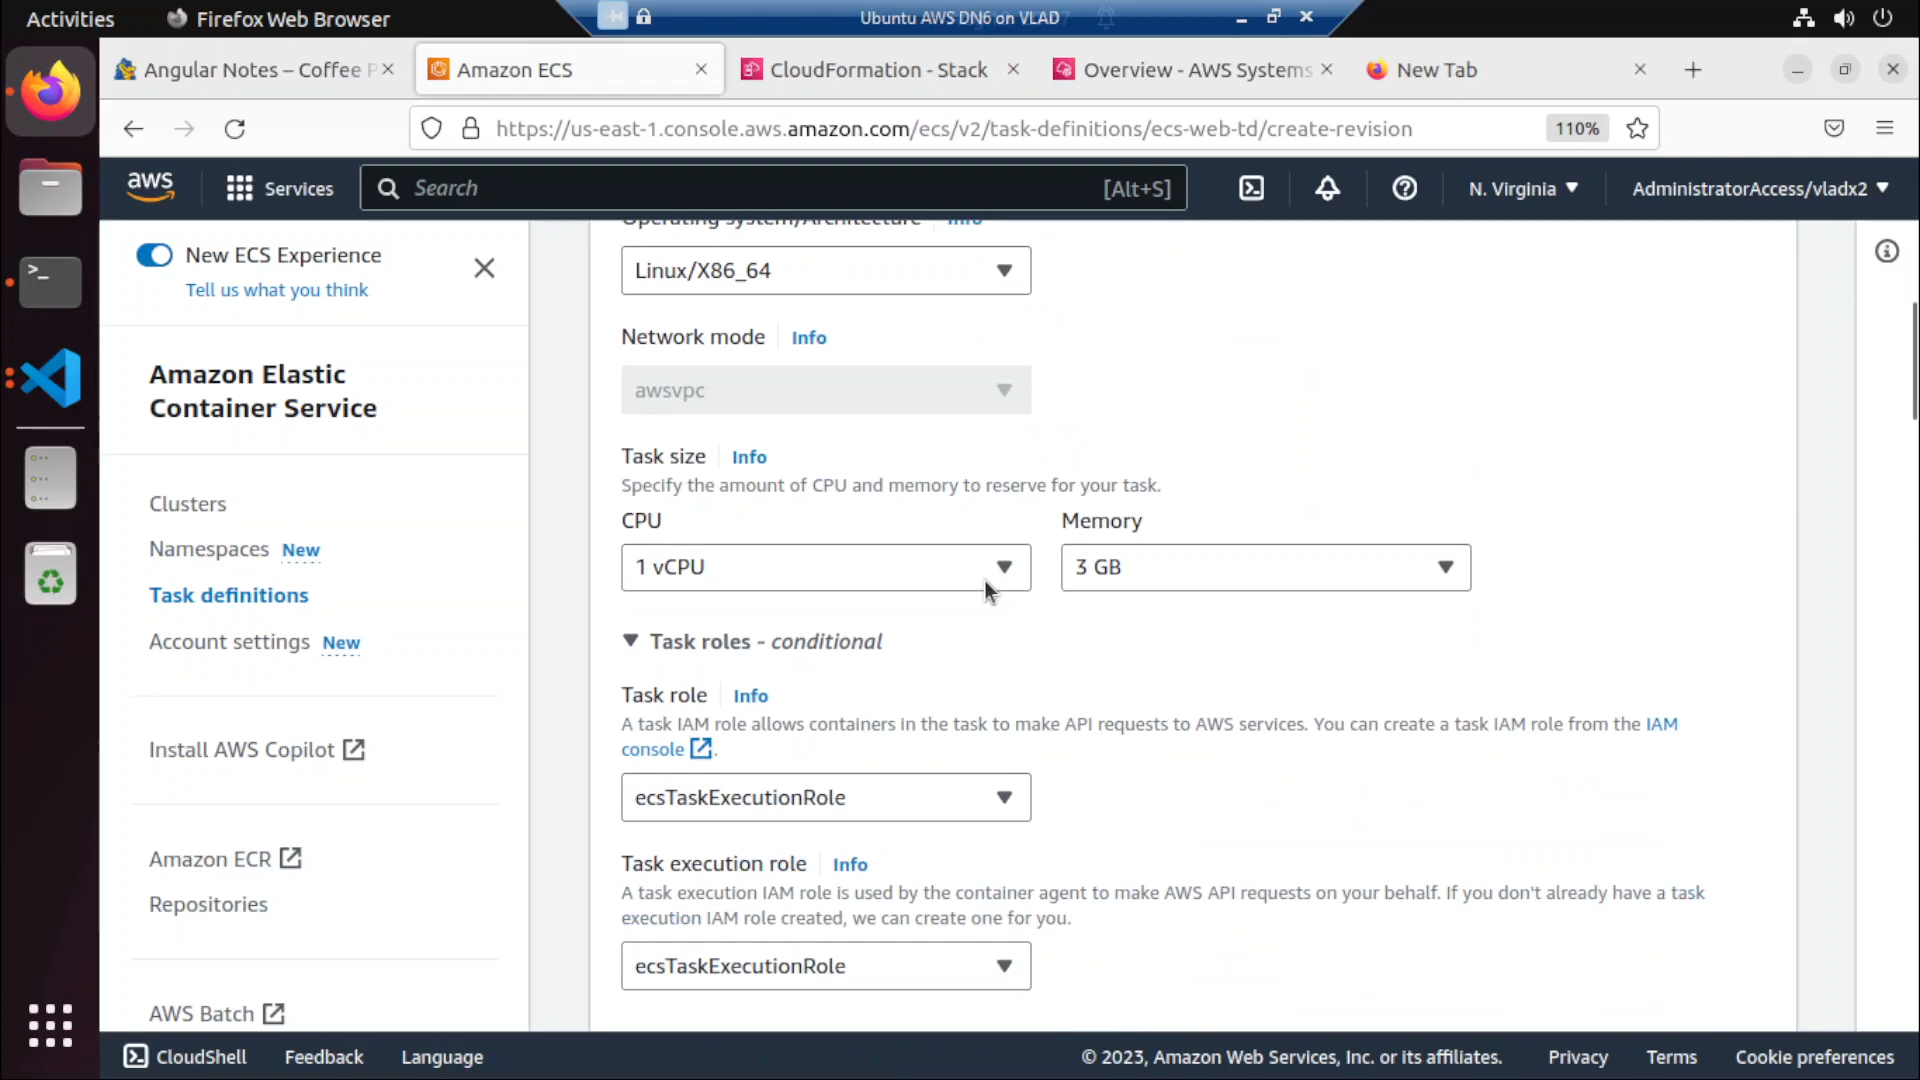 Activities
Firefox Web Browser
Ubuntu AWS DN6 on VLAD
Angular Notes – Coffee P
Amazon ECS
CloudFormation - Stack
Overview - AWS Systems
New Tab
https://us-east-1.console.aws.amazon.com/ecs/v2/task-definitions/ecs-web-td/create-revision
110%
aws
Services
Search
[Alt+S]
N. Virginia
AdministratorAccess/vladx2
New ECS Experience
Tell us what you think
Amazon Elastic
Container Service
Clusters
Namespaces New
Task definitions
Account settings New
Install AWS Copilot
Amazon ECR
Repositories
AWS Batch
Operating system/Architecture Info
Linux/X86_64
Network mode Info
awsvpc
Task size Info
Specify the amount of CPU and memory to reserve for your task.
CPU
Memory
1 vCPU
3 GB
Task roles - conditional
Task role Info
A task IAM role allows containers in the task to make API requests to AWS services. You can create a task IAM role from the IAM
console.
ecsTaskExecutionRole
Task execution role Info
A task execution IAM role is used by the container agent to make AWS API requests on your behalf. If you don't already have a task
execution IAM role created, we can create one for you.
ecsTaskExecutionRole
CloudShell
Feedback
Language
© 2023, Amazon Web Services, Inc. or its affiliates.
Privacy
Terms
Cookie preferences